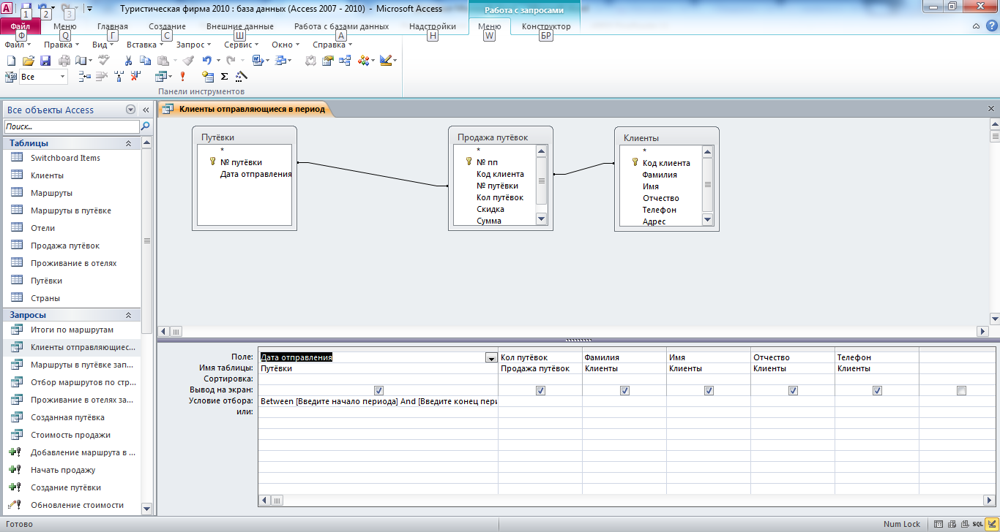 Туристическая фирма 2010 : база данных (Access 2007 - 2010) - Microsoft Access
Работа с запросами
1 2 3
Файл Меню Главная Создание Внешние данные Работа с базами данных Надстройки Меню Конструктор
Ф Q Г С Ш А Н W БР
Файл Правка Вид Вставка Запрос Сервис Окно Справка
Все
Панели инструментов
Все объекты Access
Поиск...
Таблицы
Switchboard Items
Клиенты
Маршруты
Маршруты в путёвке
Отели
Продажа путёвок
Проживание в отелях
Путёвки
Страны
Запросы
Итоги по маршрутам
Клиенты отправляющиес...
Маршруты в путёвке зап...
Отбор маршрутов по стр...
Проживание в отелях за...
Созданная путёвка
Стоимость продажи
Добавление маршрута в ...
Начать продажу
Создание путёвки
Обновление стоимости
Клиенты отправляющиеся в период
Путёвки
*
№ путёвки
Дата отправления
Продажа путёвок
*
№ пп
Код клиента
№ путёвки
Кол путёвок
Скидка
Сумма
Клиенты
*
Код клиента
Фамилия
Имя
Отчество
Телефон
Адрес
Поле: Дата отправления Кол путёвок Фамилия Имя Отчество Телефон
Имя таблицы: Путёвки Продажа путёвок Клиенты Клиенты Клиенты Клиенты
Сортировка:
Вывод на экран:
Условие отбора: Between [Введите начало периода] And [Введите конец пери
или:
Готово
Num Lock
SQL